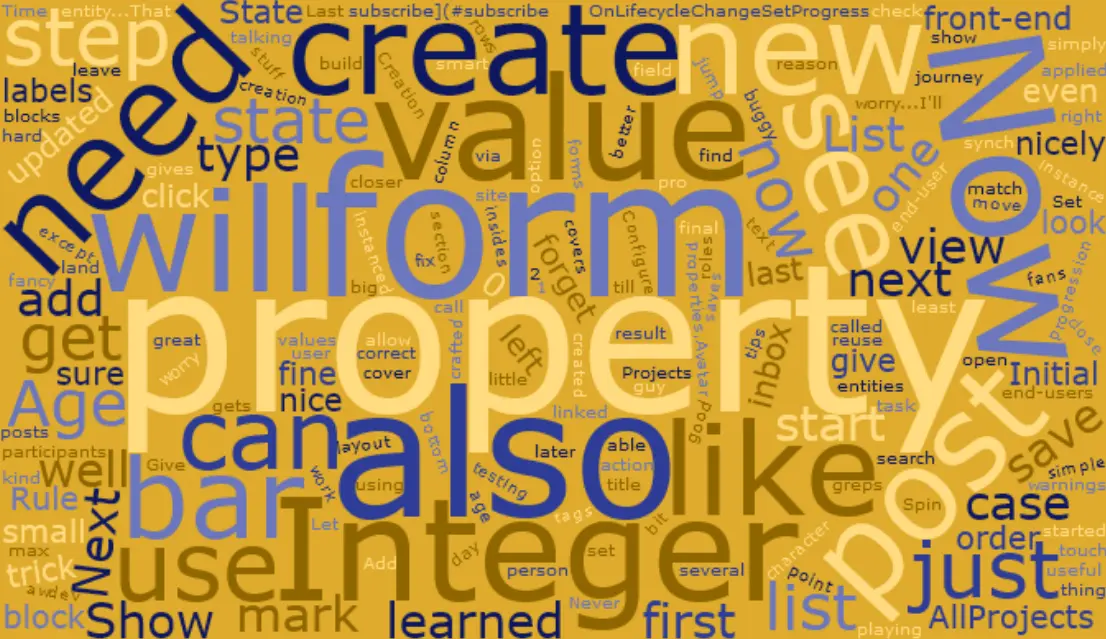 Time
entity...That
State
Last
subscribe](#subscribe
OnLifecycleChangeSetProgress
check
front-end
step
talking
rows
create
new
show
simply
stuff
build
smart
field
reason
jump
journey
applied
labels
leave
need
creation
Creation
value
see
Now
even
blocks
updated
state
worry...I'll
right
hard
type
column
via
better
find
buggy
List
synch
nicely
forms
option
gives
closer
pro
one
end-user
instance
click
will
form
now
match
move
Set
look
site
insides
section
covers
Configure
final
text
roles
view
except
land
instanced
fix
2
1
forget
properties,Avatar
saves
last
next
fans
progression
fancy
add
big
O
till
least
close
property
call
get
great
values
user
allow
correct
cover
crafted
left
created
result
Projects
guy
tips
inbox
called
reuse
give
open
worry
sure
fine
little
entities
Initial
Age
nice
gets
linked
good
task
end-users
posts
can
also
like
start
post
save
participants
layout
bottom
later
able
action
title
search
well
Give
work
using
testing
simple
kind
Rule
bar
age
tags
bit
greps
Spin
warnings
Next
Integer
case
small
Let
character
order
started
max
use
Add
day
person
set
several
point
just
touch
useful
thing
trick
awdev
block
Show
mark
learned
Never
first
list
AllProjects
playing